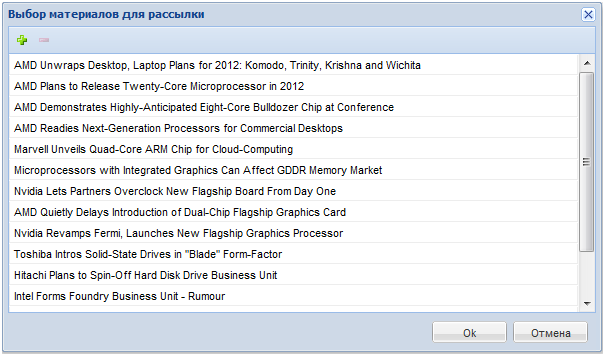 Выбор материалов для рассылки
AMD Unwraps Desktop, Laptop Plans for 2012: Komodo, Trinity, Krishna and Wichita
AMD Plans to Release Twenty-Core Microprocessor in 2012
AMD Demonstrates Highly-Anticipated Eight-Core Bulldozer Chip at Conference
AMD Readies Next-Generation Processors for Commercial Desktops
Marvell Unveils Quad-Core ARM Chip for Cloud-Computing
Microprocessors with Integrated Graphics Can Affect GDDR Memory Market
Nvidia Lets Partners Overclock New Flagship Board From Day One
AMD Quietly Delays Introduction of Dual-Chip Flagship Graphics Card
Nvidia Revamps Fermi, Launches New Flagship Graphics Processor
Toshiba Intros Solid-State Drives in "Blade" Form-Factor
Hitachi Plans to Spin-Off Hard Disk Drive Business Unit
Intel Forms Foundry Business Unit - Rumour
Ok Отмена